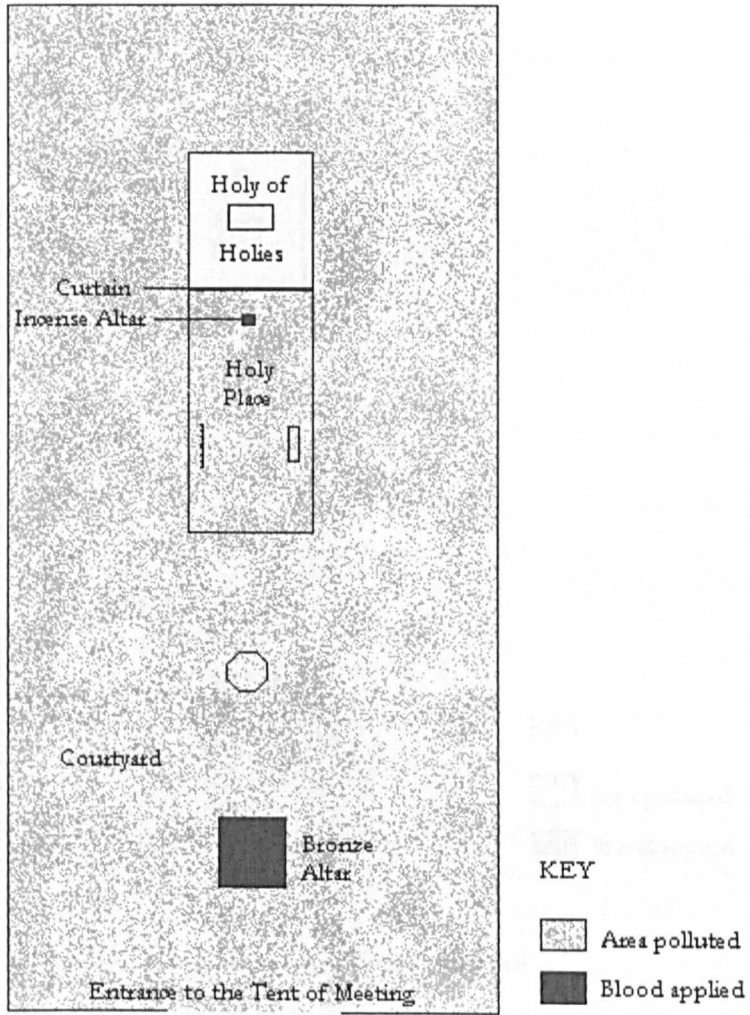 Holy of
Holies
Curtain
Incense Altar
Holy
Place
Courtyard
Bronze
Altar
Entrance to the Tent of Meeting
KEY
Area polluted
Blood applied